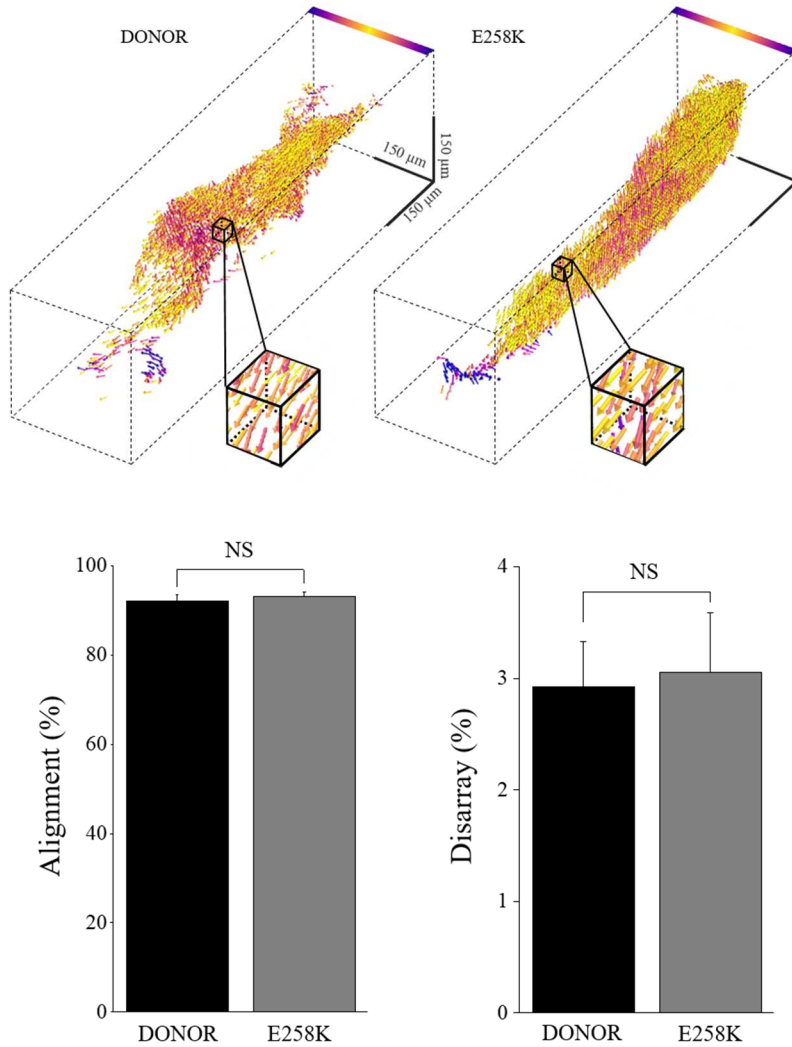 DONOR
E258K
150 µm
150 µm
150 µm
NS
100
80
60
40
20
0
Alignment (%)
DONOR
E258K
NS
4
3
2
1
0
Disarray (%)
DONOR
E258K